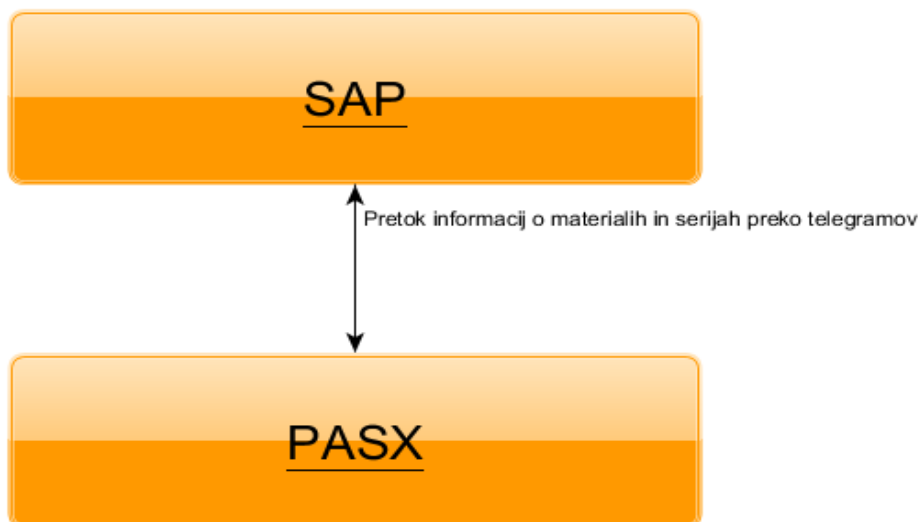 SAP
Pretok informacij o materialih in serijah preko telegramov
PASX